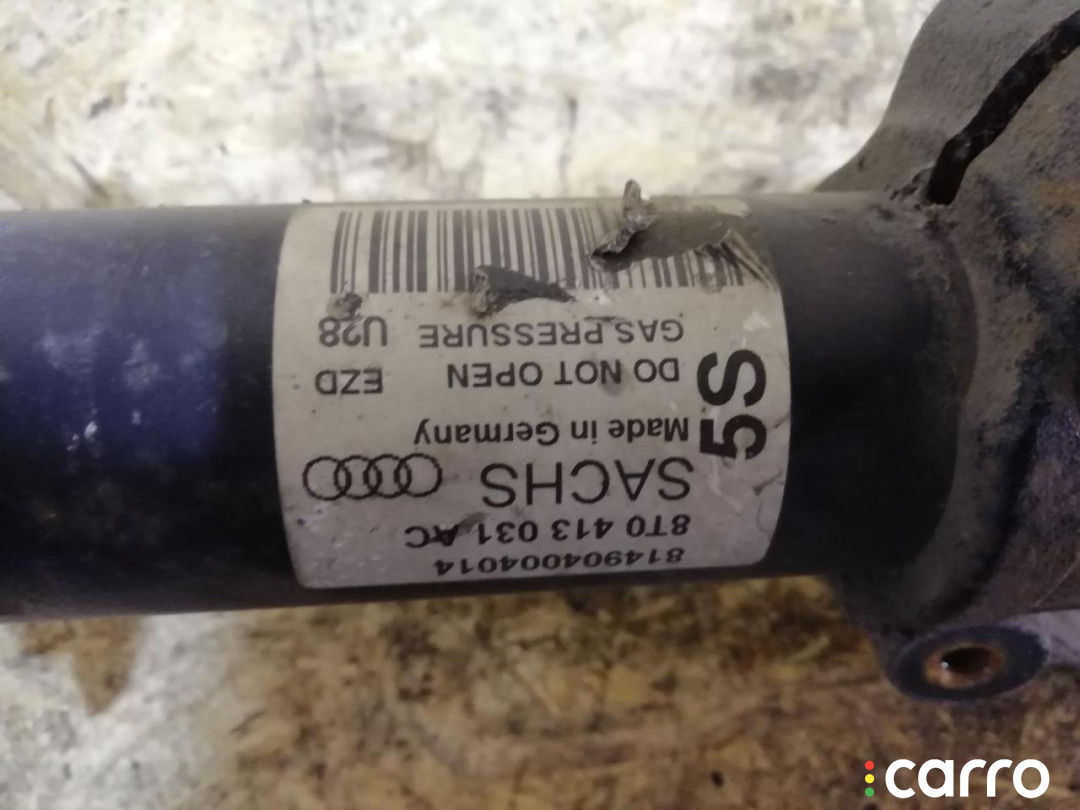 814904004014
8T0 413 031 AC
SACHS
Made in Germany
DO NOT OPEN EZD
GAS PRESSURE U28
5S
carro